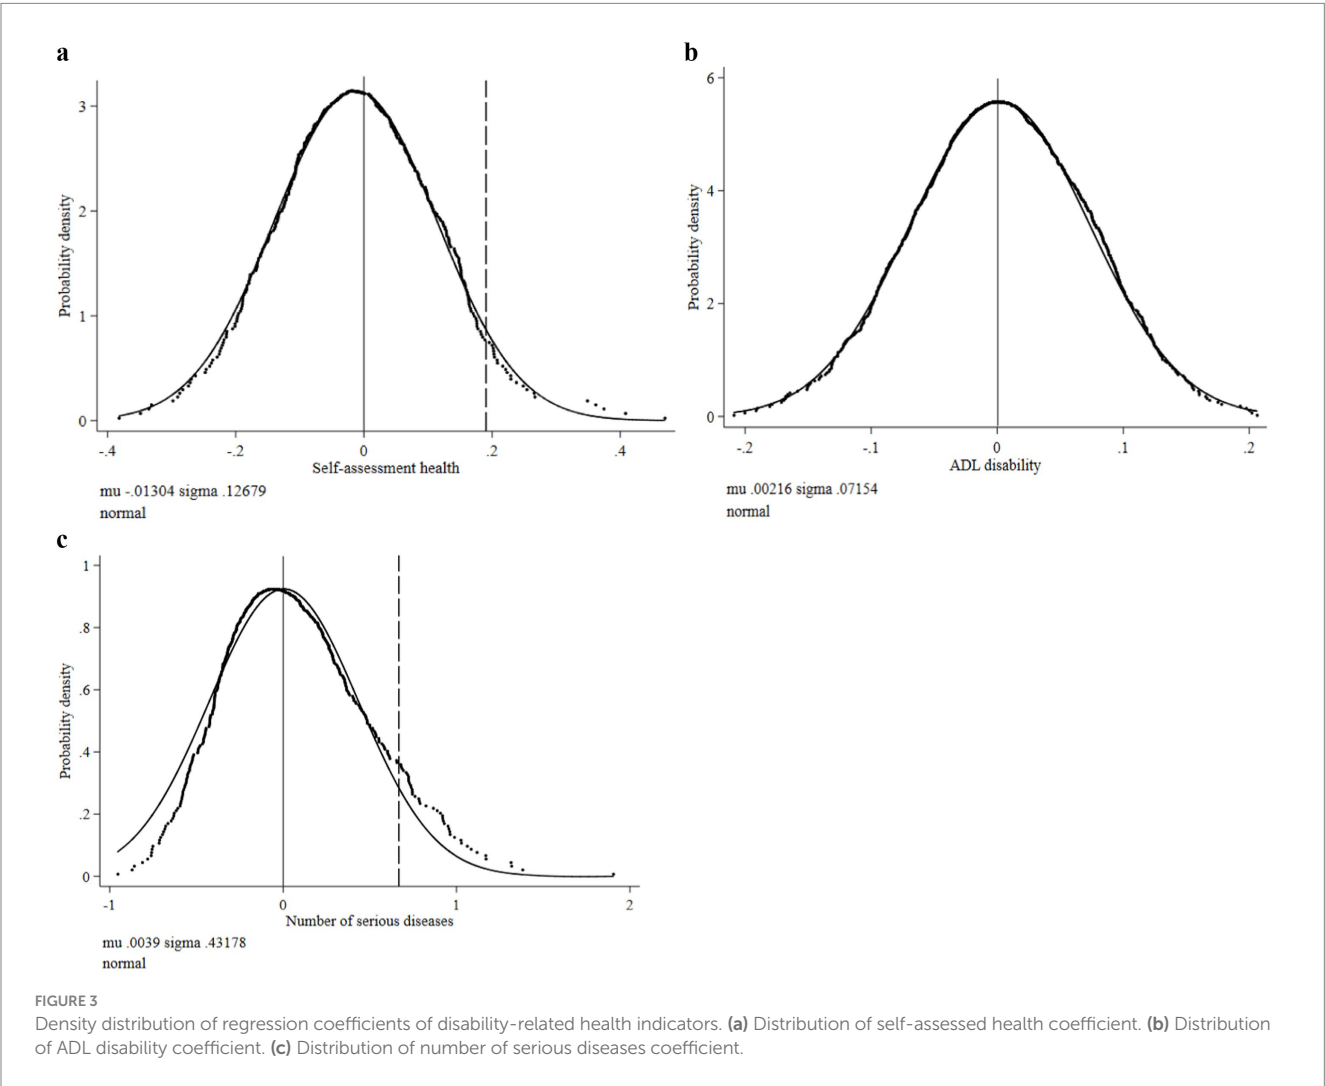 a
3
2
1
0
Probability density
-.4
-.2
0
.2
.4
Self-assessment health
mu -.01304 sigma .12679
normal
b
6
4
2
0
Probability density
-.2
-.1
0
.1
.2
ADL disability
mu .00216 sigma .07154
normal
c
1
.8
.6
.4
.2
0
Probability density
-1
0
1
2
Number of serious diseases
mu .0039 sigma .43178
normal
FIGURE 3
Density distribution of regression coefficients of disability-related health indicators. (a) Distribution of self-assessed health coefficient. (b) Distribution
of ADL disability coefficient. (c) Distribution of number of serious diseases coefficient.